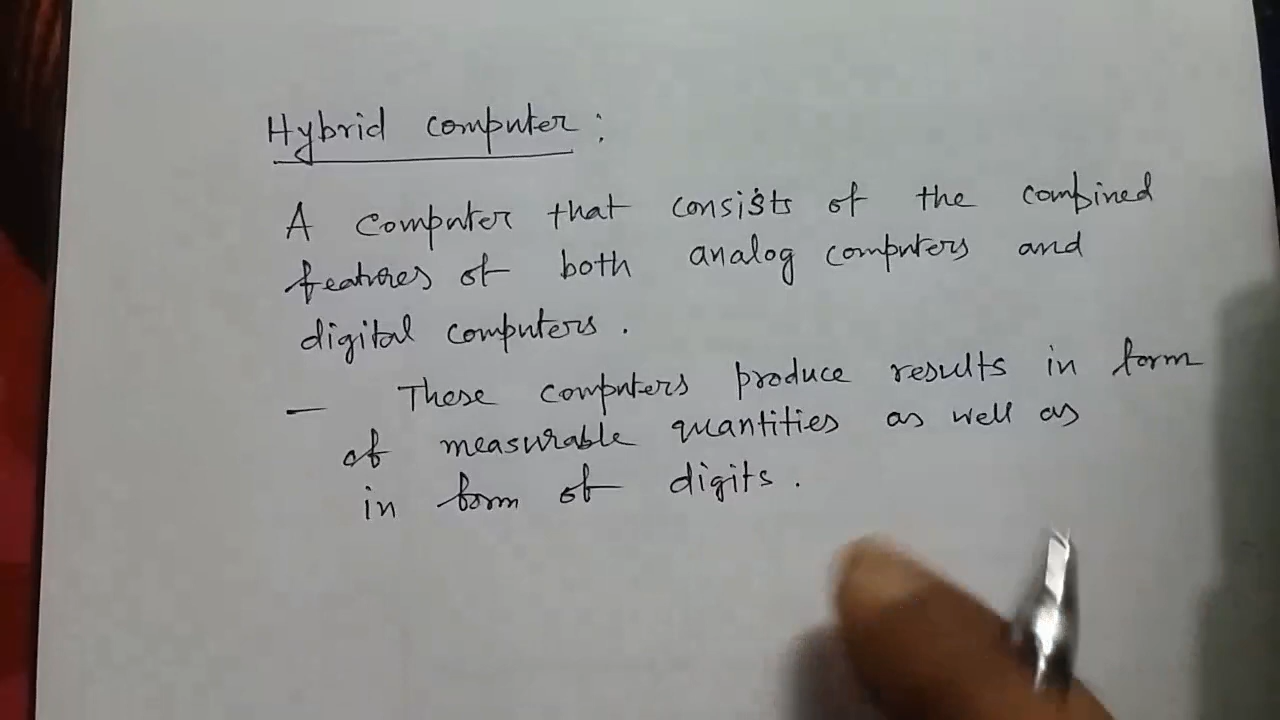 Hybrid computer :
A computer that consists of the combined
features of both analog computers and
digital computers .
— These computers produce results in form
of measurable quantities as well as
in form of digits .